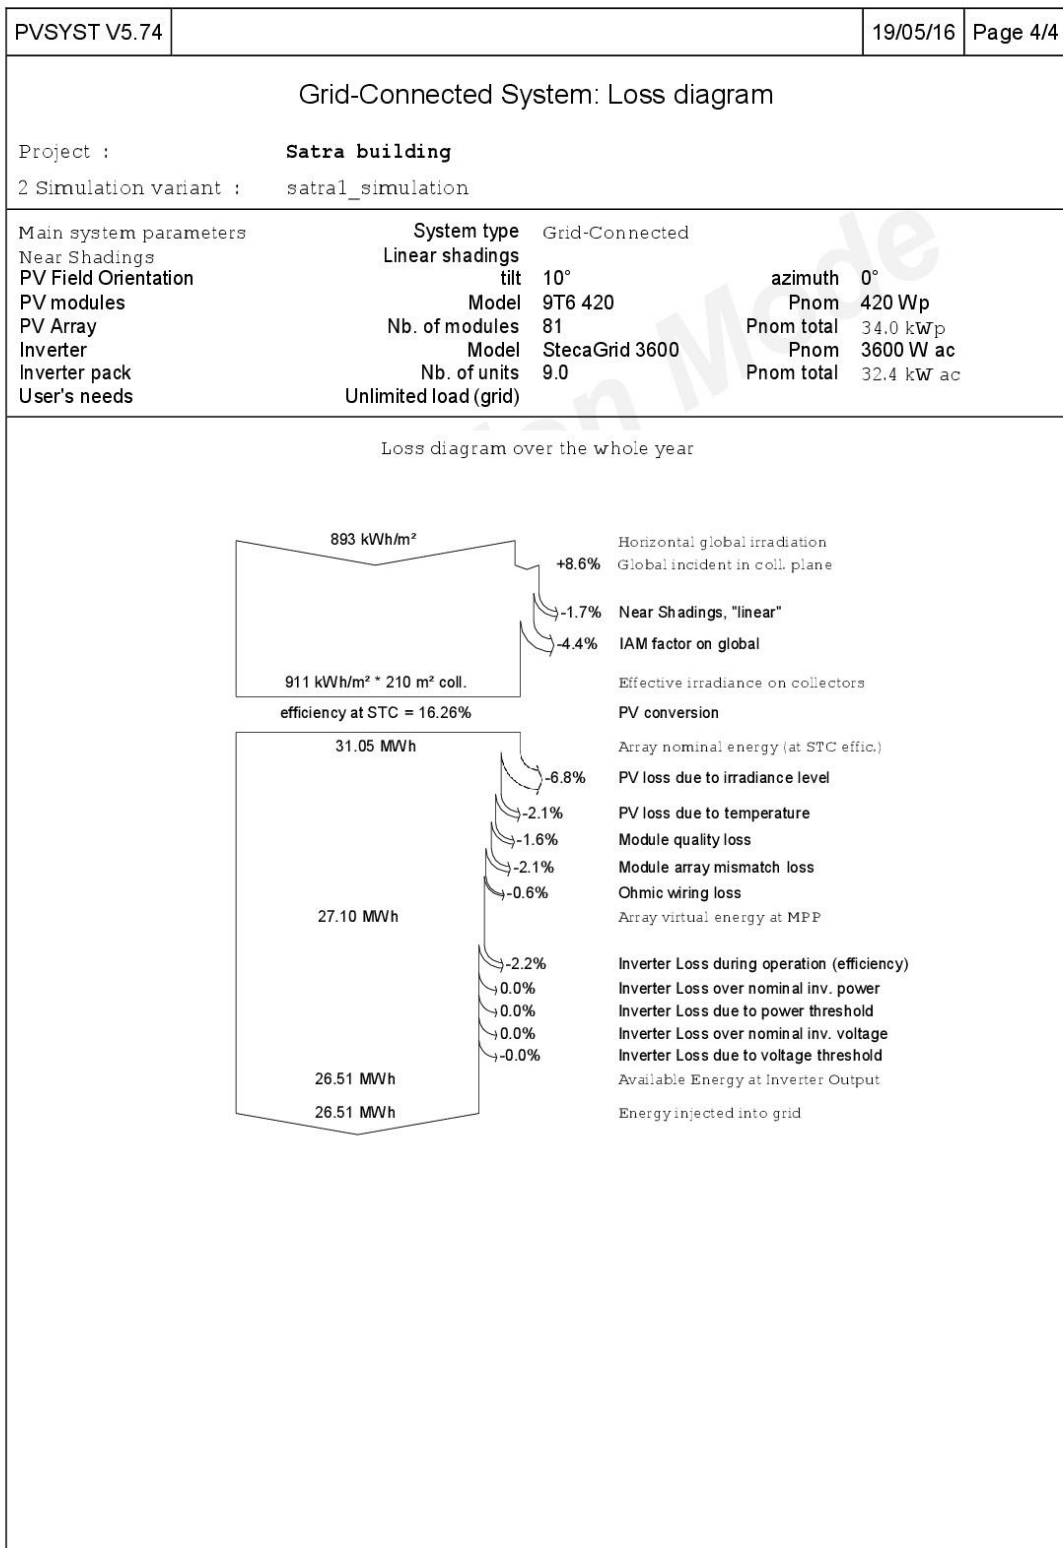 PVSYST V5.74 19/05/16 Page 4/4
Grid-Connected System: Loss diagram
Project : Satra building
2 Simulation variant : satra1_simulation
Main system parameters System type Grid-Connected
Near Shadings Linear shadings
PV Field Orientation tilt 10° azimuth 0°
PV modules Model 9T6 420 Pnom 420 Wp
PV Array Nb. of modules 81 Pnom total 34.0 kWp
Inverter Model StecaGrid 3600 Pnom 3600 W ac
Inverter pack Nb. of units 9.0 Pnom total 32.4 kW ac
User's needs Unlimited load (grid)
Loss diagram over the whole year
893 kWh/m² Horizontal global irradiation
+8.6% Global incident in coll. plane
-1.7% Near Shadings, "linear"
-4.4% IAM factor on global
911 kWh/m² * 210 m² coll. Effective irradiance on collectors
efficiency at STC = 16.26% PV conversion
31.05 MWh Array nominal energy (at STC effic.)
-6.8% PV loss due to irradiance level
-2.1% PV loss due to temperature
-1.6% Module quality loss
-2.1% Module array mismatch loss
-0.6% Ohmic wiring loss
27.10 MWh Array virtual energy at MPP
-2.2% Inverter Loss during operation (efficiency)
0.0% Inverter Loss over nominal inv. power
0.0% Inverter Loss due to power threshold
0.0% Inverter Loss over nominal inv. voltage
-0.0% Inverter Loss due to voltage threshold
26.51 MWh Available Energy at Inverter Output
26.51 MWh Energy injected into grid
Mode